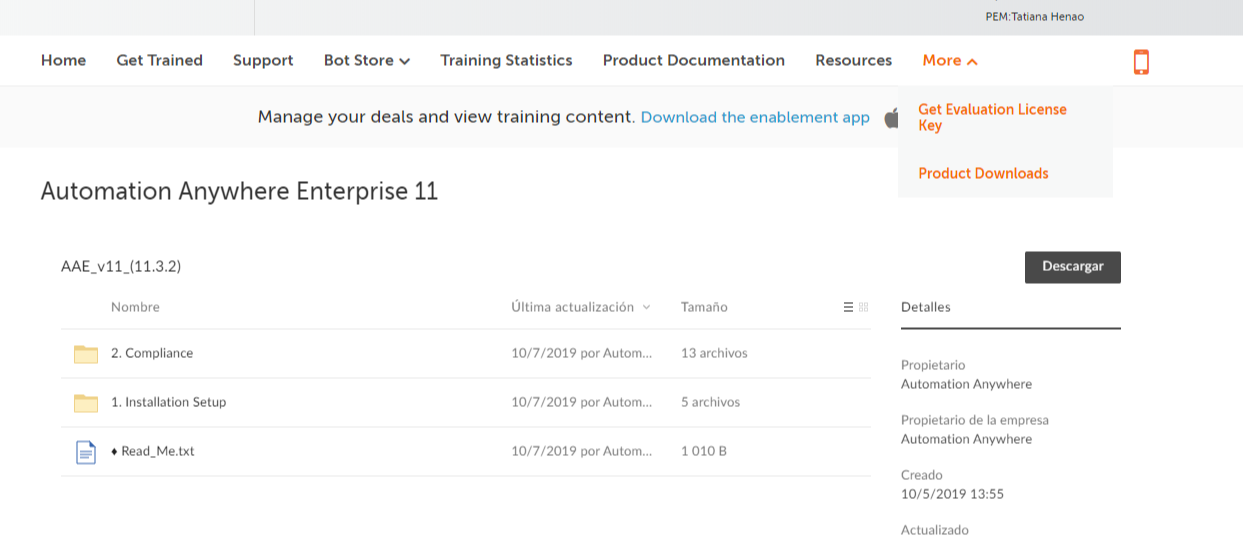 PEM:Tatiana Henao
Home Get Trained Support Bot Store Training Statistics Product Documentation Resources More
Manage your deals and view training content. Download the enablement app
Get Evaluation License
Key
Product Downloads
Automation Anywhere Enterprise 11
AAE_v11_(11.3.2)
Descargar
Nombre Última actualización Tamaño
Detalles
2. Compliance 10/7/2019 por Autom... 13 archivos
1. Installation Setup 10/7/2019 por Autom... 5 archivos
♦ Read_Me.txt 10/7/2019 por Autom... 1 010 B
Propietario
Automation Anywhere
Propietario de la empresa
Automation Anywhere
Creado
10/5/2019 13:55
Actualizado